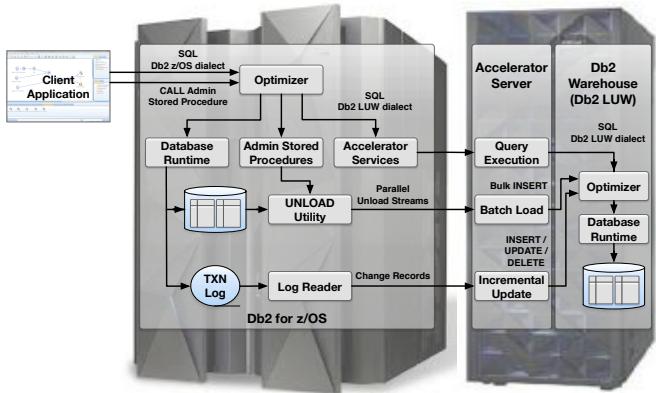 SQL
Db2 z/OS dialect
Client
Application
CALL Admin
Stored Procedure
Optimizer
SQL
Db2 LUW dialect
Database
Runtime
Admin Stored
Procedures
Accelerator
Services
UNLOAD
Utility
Parallel
Unload Streams
TXN
Log
Log Reader
Change Records
Db2 for z/OS
Accelerator
Server
Db2
Warehouse
(Db2 LUW)
SQL
Db2 LUW dialect
Query
Execution
Optimizer
Bulk INSERT
Batch Load
Database
Runtime
INSERT /
UPDATE /
DELETE
Incremental
Update